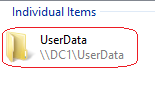 Individual Items
UserData
\\DC1\UserData